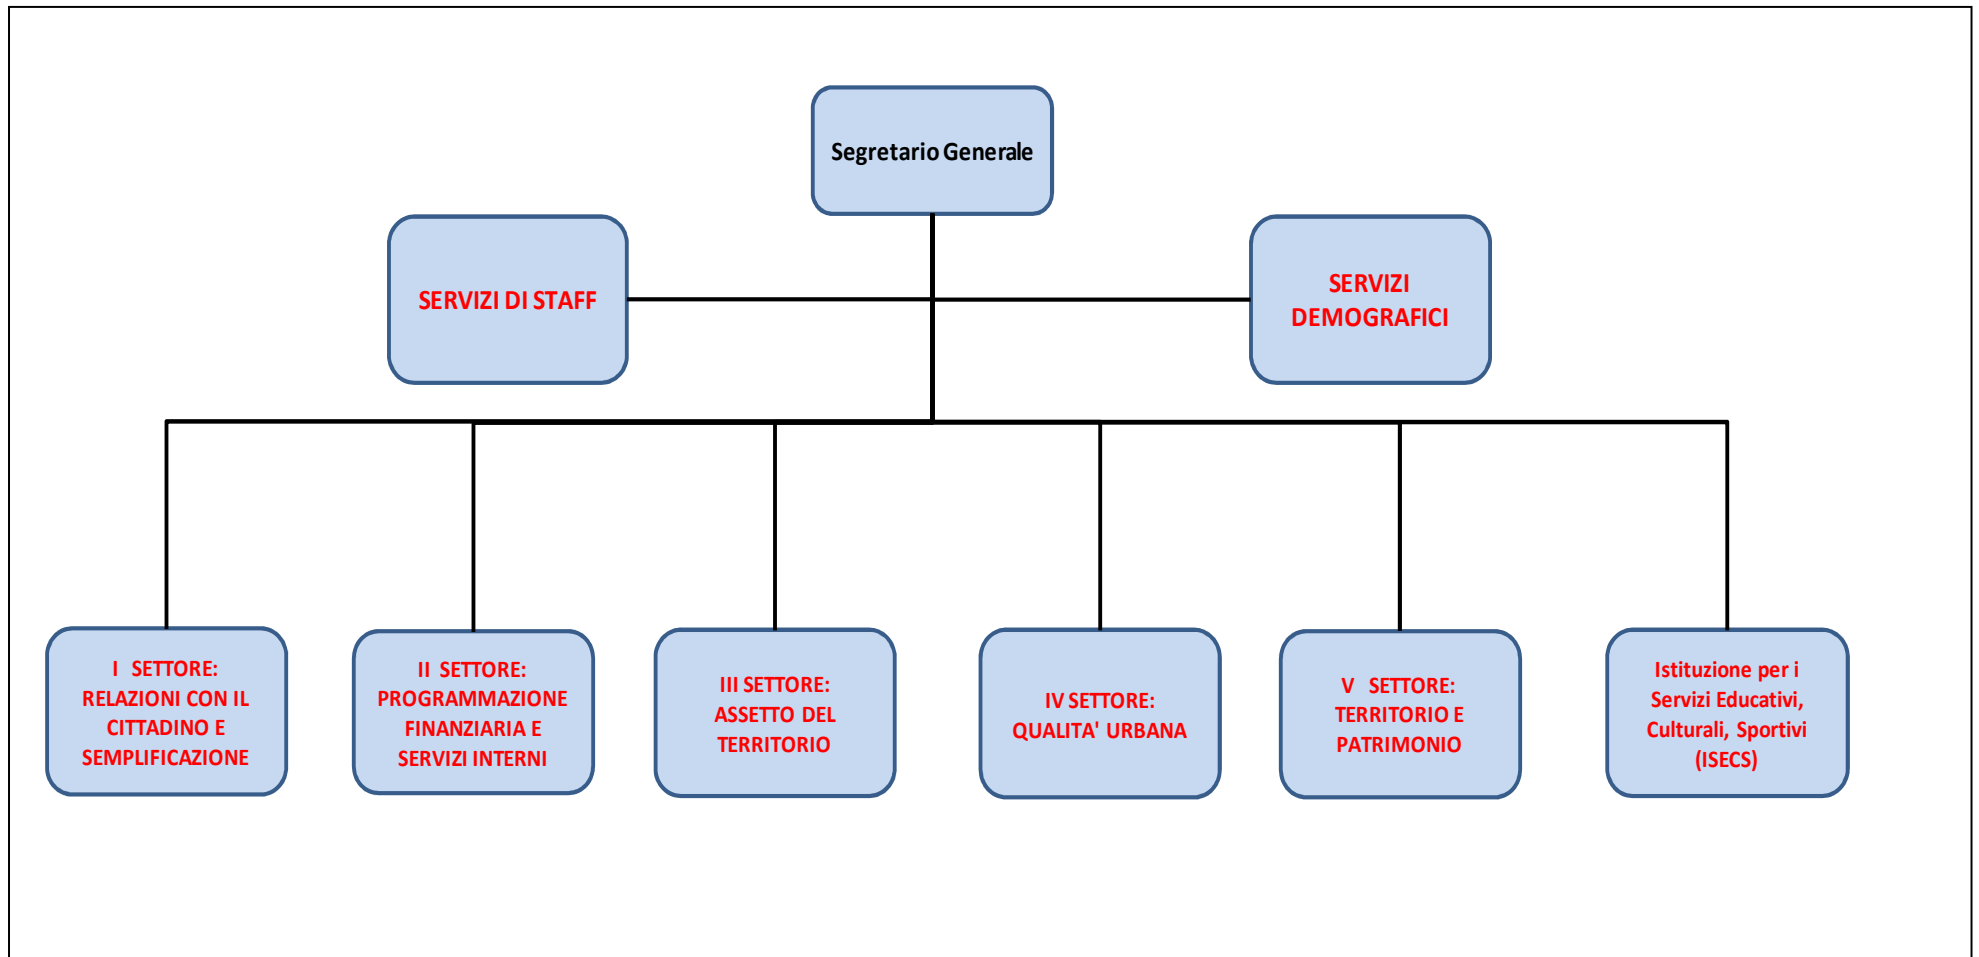 Segretario Generale
SERVIZI DI STAFF
SERVIZI
DEMOGRAFICI
I SETTORE:
RELAZIONI CON IL
CITTADINO E
SEMPLIFICAZIONE
II SETTORE:
PROGRAMMAZIONE
FINANZIARIA E
SERVIZI INTERNI
III SETTORE:
ASSETTO DEL
TERRITORIO
IV SETTORE:
QUALITA' URBANA
V SETTORE:
TERRITORIO E
PATRIMONIO
Istituzione per i
Servizi Educativi,
Culturali, Sportivi
(ISECS)